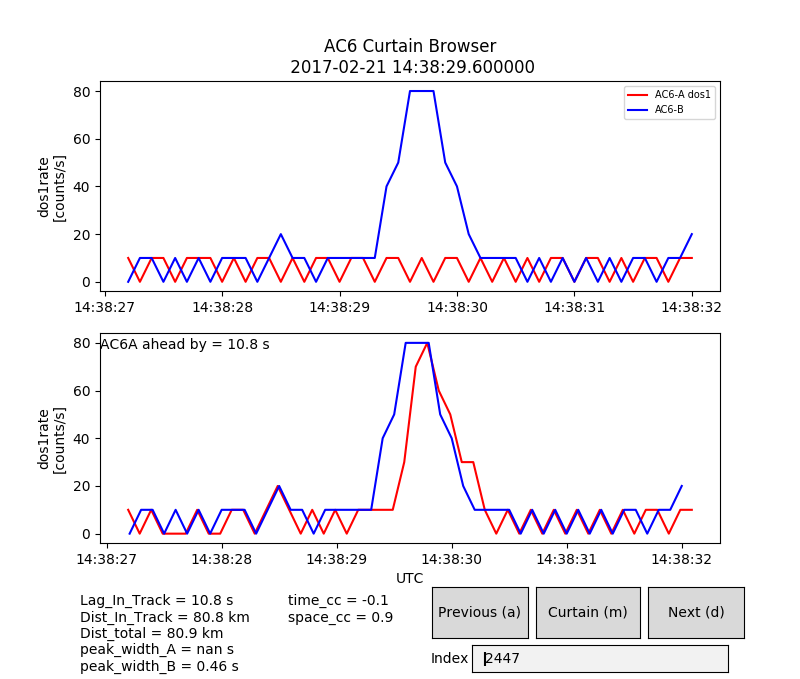 AC6 Curtain Browser
2017-02-21 14:38:29.600000
AC6-A dos1
AC6-B
dos1rate
[counts/s]
80
60
40
20
0
14:38:27 14:38:28 14:38:29 14:38:30 14:38:31 14:38:32
AC6A ahead by = 10.8 s
dos1rate
[counts/s]
80
60
40
20
0
14:38:27 14:38:28 14:38:29 14:38:30 14:38:31 14:38:32
UTC
Lag_In_Track = 10.8 s
Dist_In_Track = 80.8 km
Dist_total = 80.9 km
peak_width_A = nan s
peak_width_B = 0.46 s
time_cc = -0.1
space_cc = 0.9
Previous (a) Curtain (m) Next (d)
Index 2447